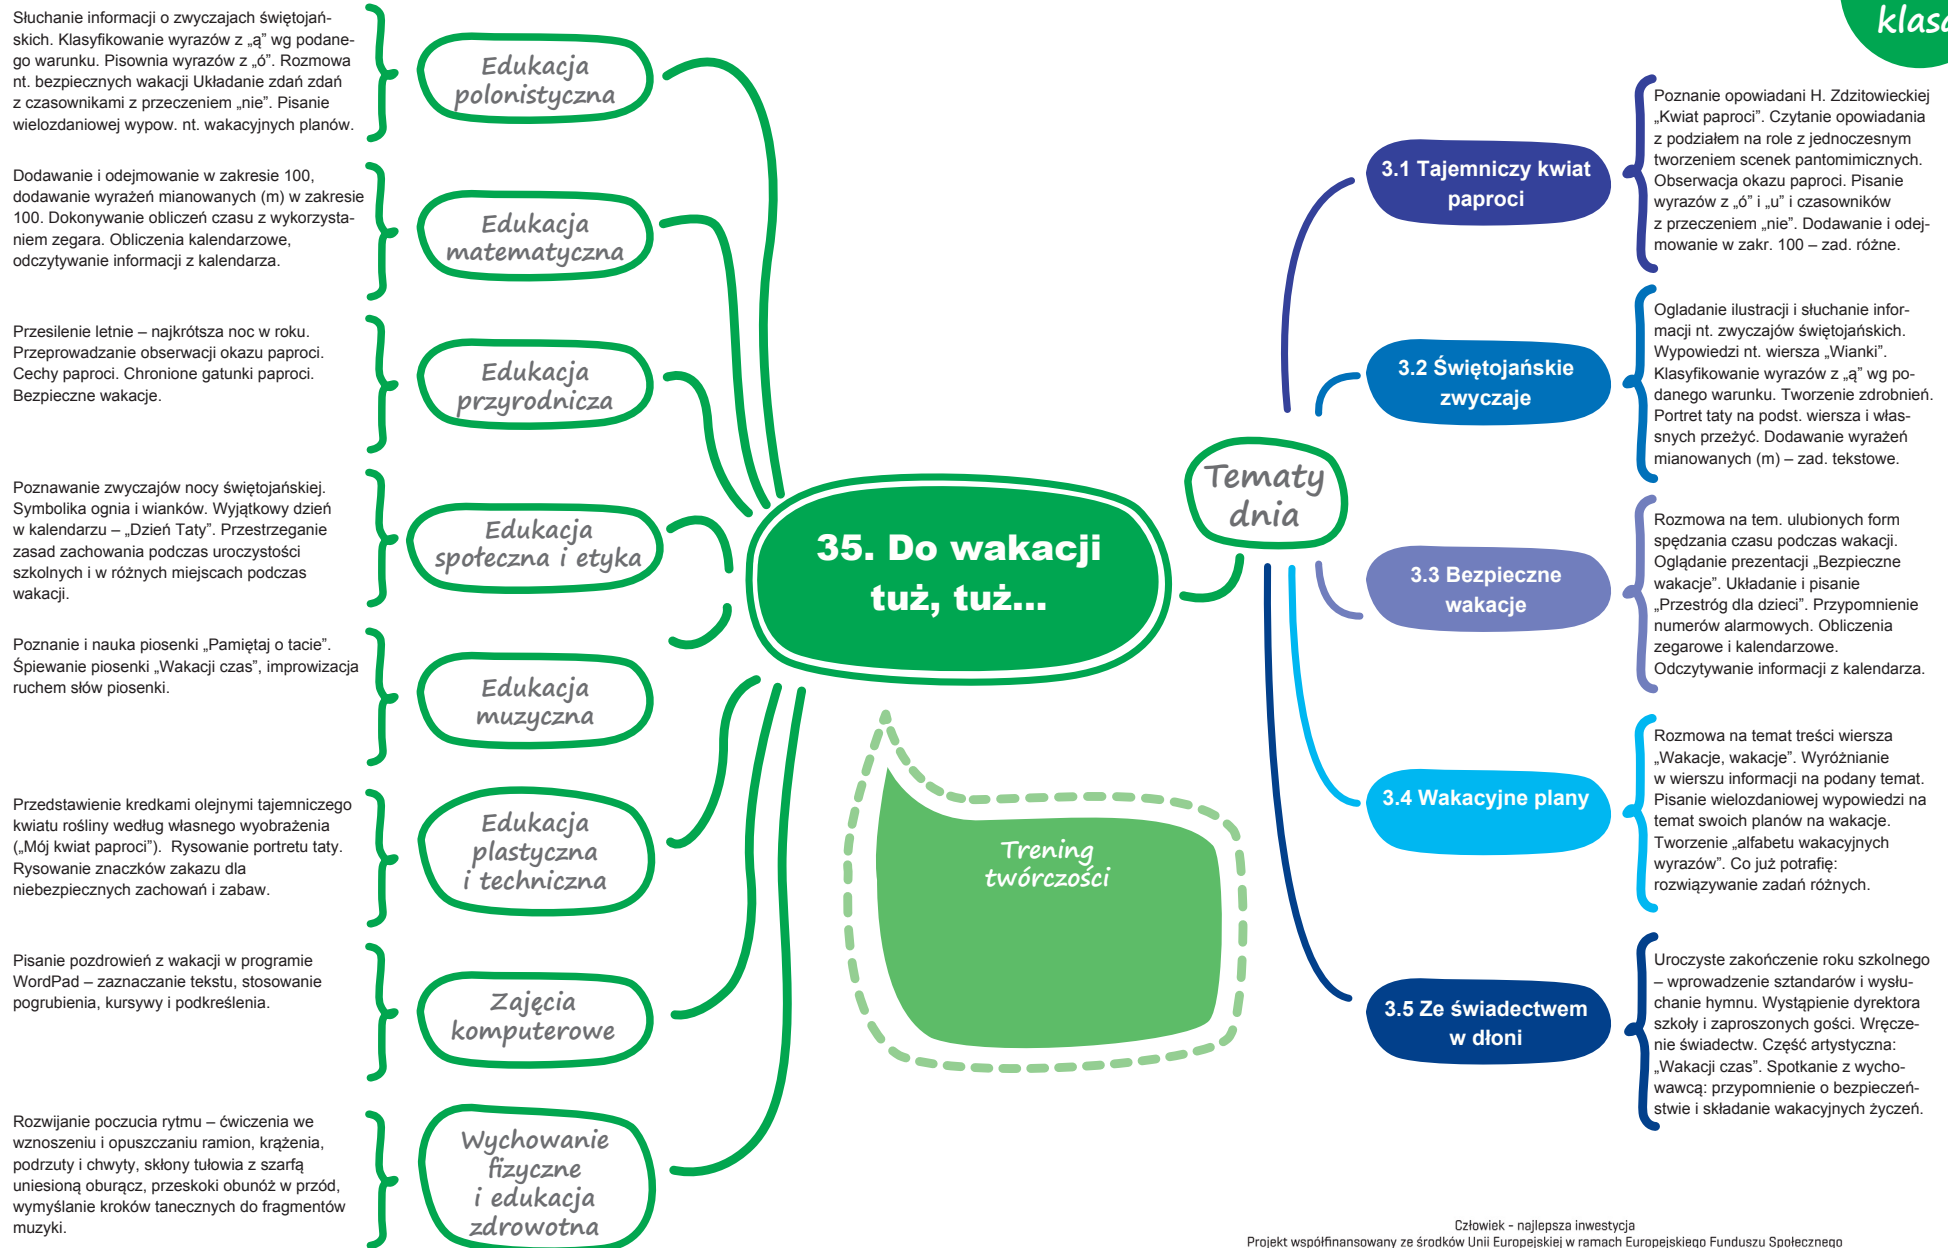 klasa
Słuchanie informacji o zwyczajach świętojań-
skich. Klasyfikowanie wyrazów z „ą” wg podane-
go warunku. Pisownia wyrazów z „ó”. Rozmowa
nt. bezpiecznych wakacji Układanie zdań zdań
z czasownikami z przeczeniem „nie”. Pisanie
wielozdaniowej wypow. nt. wakacyjnych planów.
Edukacja
polonistyczna
Dodawanie i odejmowanie w zakresie 100,
dodawanie wyrażeń mianowanych (m) w zakresie
100. Dokonywanie obliczeń czasu z wykorzysta-
niem zegara. Obliczenia kalendarzowe,
odczytywanie informacji z kalendarza.
Edukacja
matematyczna
Przesilenie letnie – najkrótsza noc w roku.
Przeprowadzanie obserwacji okazu paproci.
Cechy paproci. Chronione gatunki paproci.
Bezpieczne wakacje.
Edukacja
przyrodnicza
Poznawanie zwyczajów nocy świętojańskiej.
Symbolika ognia i wianków. Wyjątkowy dzień
w kalendarzu – „Dzień Taty”. Przestrzeganie
zasad zachowania podczas uroczystości
szkolnych i w różnych miejscach podczas
wakacji.
Edukacja
społeczna i etyka
Poznanie i nauka piosenki „Pamiętaj o tacie”.
Śpiewanie piosenki „Wakacji czas”, improwizacja
ruchem słów piosenki.
Edukacja
muzyczna
Przedstawienie kredkami olejnymi tajemniczego
kwiatu rośliny według własnego wyobrażenia
(„Mój kwiat paproci”). Rysowanie portretu taty.
Rysowanie znaczków zakazu dla
niebezpiecznych zachowań i zabaw.
Edukacja
plastyczna
i techniczna
Pisanie pozdrowień z wakacji w programie
WordPad – zaznaczanie tekstu, stosowanie
pogrubienia, kursywy i podkreślenia.
Zajęcia
komputerowe
Rozwijanie poczucia rytmu – ćwiczenia we
wznoszeniu i opuszczaniu ramion, krążenia,
podrzuty i chwyty, skłony tułowia z szarfą
uniesioną oburącz, przeskoki obunóż w przód,
wymyślanie kroków tanecznych do fragmentów
muzyki.
Wychowanie
fizyczne
i edukacja
zdrowotna
35. Do wakacji
tuż, tuż...
Trening
twórczości
Tematy
dnia
3.1 Tajemniczy kwiat
paproci
Poznanie opowiadani H. Zdzitowieckiej
„Kwiat paproci”. Czytanie opowiadania
z podziałem na role z jednoczesnym
tworzeniem scenek pantomimicznych.
Obserwacja okazu paproci. Pisanie
wyrazów z „ó” i „u” i czasowników
z przeczeniem „nie”. Dodawanie i odej-
mowanie w zakr. 100 – zad. różne.
3.2 Świętojańskie
zwyczaje
Ogladanie ilustracji i słuchanie infor-
macji nt. zwyczajów świętojańskich.
Wypowiedzi nt. wiersza „Wianki”.
Klasyfikowanie wyrazów z „ą” wg po-
danego warunku. Tworzenie zdrobnień.
Portret taty na podst. wiersza i włas-
snych przeżyć. Dodawanie wyrażeń
mianowanych (m) – zad. tekstowe.
3.3 Bezpieczne
wakacje
Rozmowa na tem. ulubionych form
spędzania czasu podczas wakacji.
Oglądanie prezentacji „Bezpieczne
wakacje”. Układanie i pisanie
„Przestróg dla dzieci”. Przypomnienie
numerów alarmowych. Obliczenia
zegarowe i kalendarzowe.
Odczytywanie informacji z kalendarza.
3.4 Wakacyjne plany
Rozmowa na temat treści wiersza
„Wakacje, wakacje”. Wyróżnianie
w wierszu informacji na podany temat.
Pisanie wielozdaniowej wypowiedzi na
temat swoich planów na wakacje.
Tworzenie „alfabetu wakacyjnych
wyrazów”. Co już potrafię:
rozwiązywanie zadań różnych.
3.5 Ze świadectwem
w dłoni
Uroczyste zakończenie roku szkolnego
– wprowadzenie sztandarów i wysłu-
chanie hymnu. Wystąpienie dyrektora
szkoły i zaproszonych gości. Wręcze-
nie świadectw. Część artystyczna:
„Wakacji czas”. Spotkanie z wycho-
wawcą: przypomnienie o bezpieczeń-
stwie i składanie wakacyjnych życzeń.
Człowiek - najlepsza inwestycja
Projekt współfinansowany ze środków Unii Europejskiej w ramach Europejskiego Funduszu Społecznego